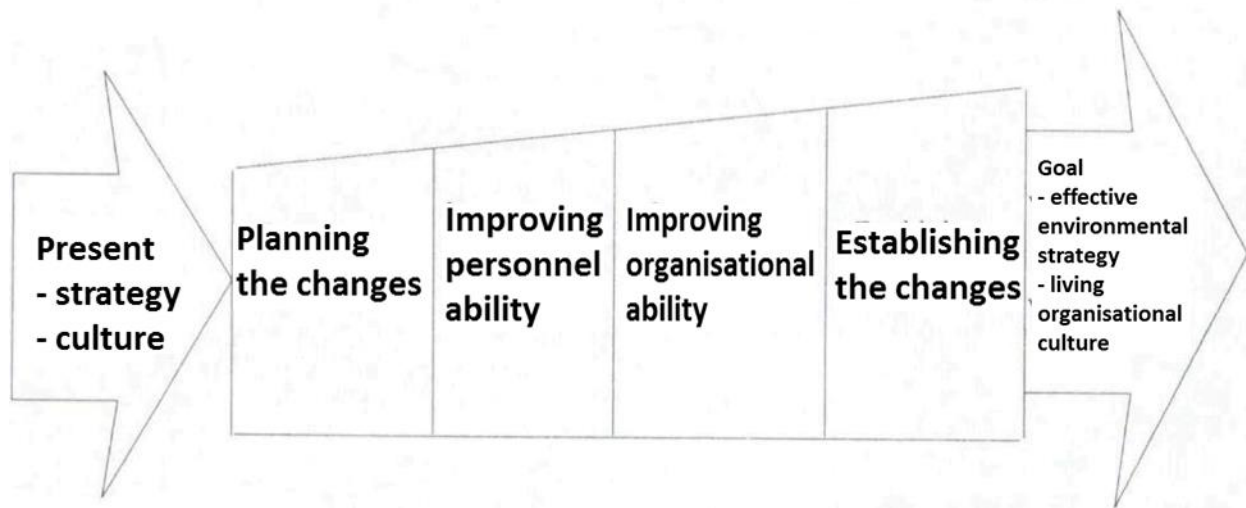 Present
- strategy
- culture
Planning
the changes
Improving
personnel
ability
Improving
organisational
ability
Establishing
the changes
Goal
- effective
environmental
strategy
- living
organisational
culture